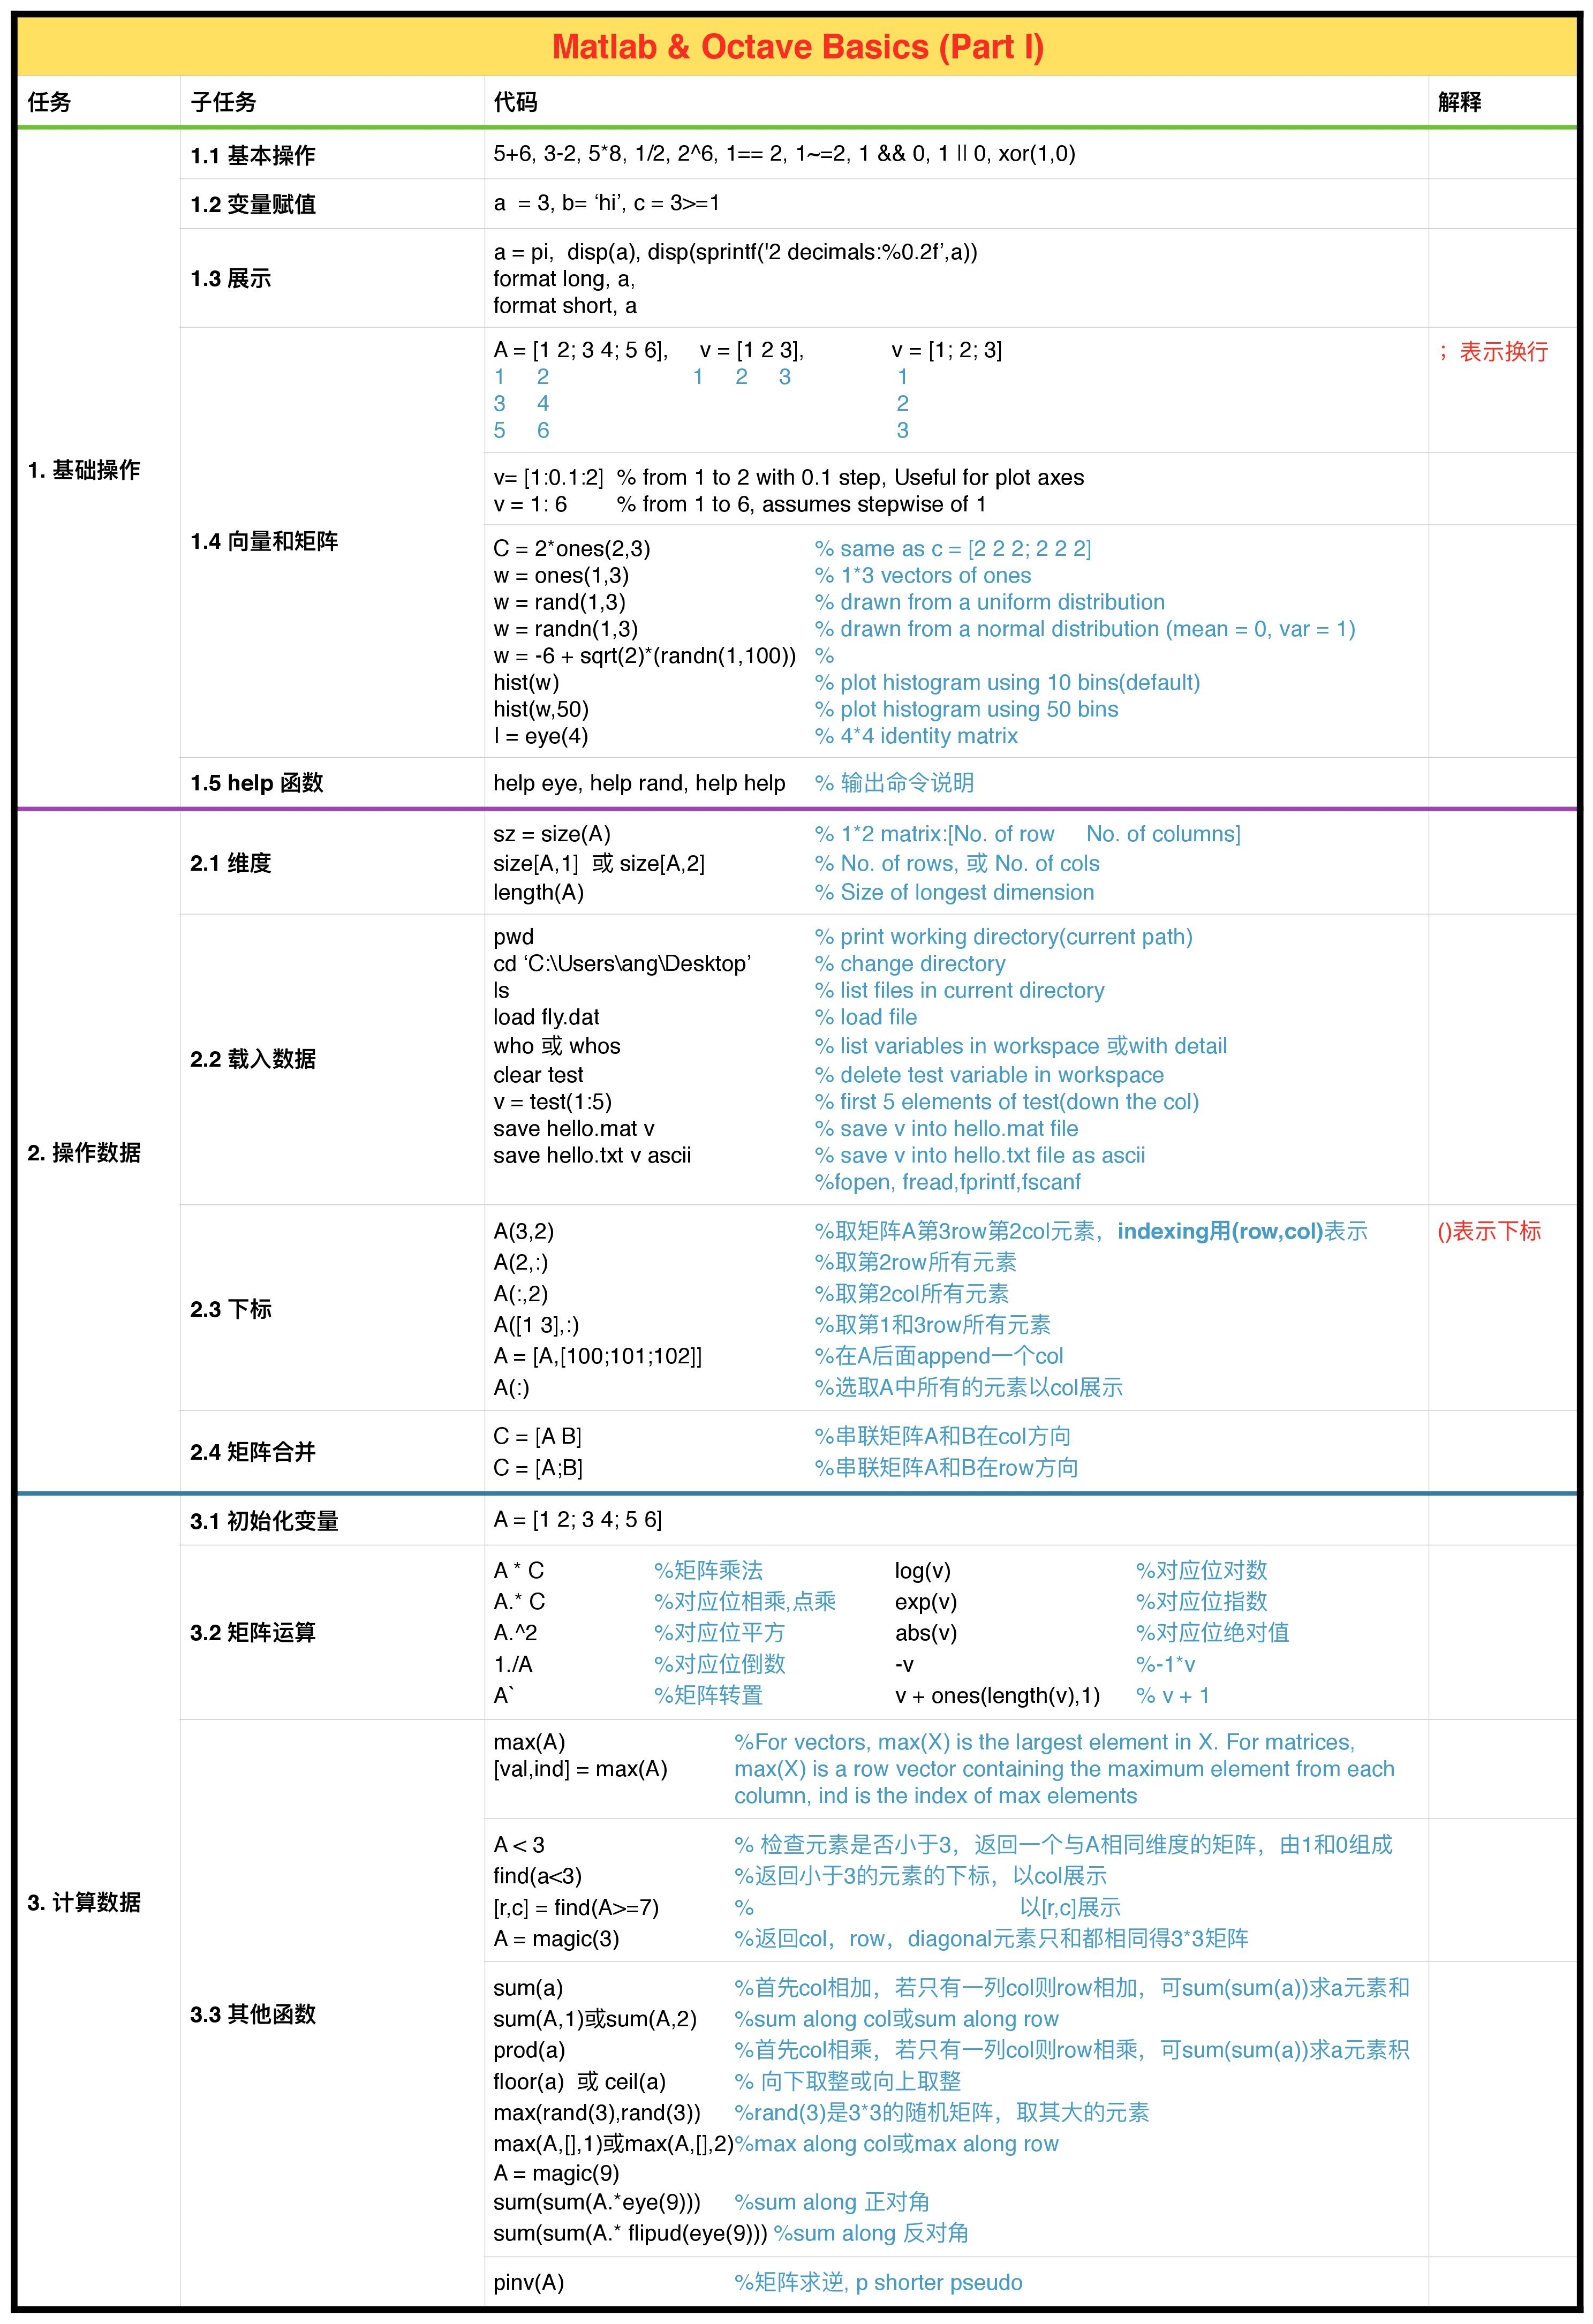 Matlab & Octave Basics (Part I)
任务 子任务 代码 解释
1. 基础操作
1.1 基本操作
5+6, 3-2, 5*8, 1/2, 2^6, 1== 2, 1~=2, 1 && 0, 1 || 0, xor(1,0)
1.2 变量赋值
a  = 3, b= ‘hi’, c = 3>=1
1.3 展示
a = pi,  disp(a), disp(sprintf('2 decimals:%0.2f’,a))
format long, a,
format short, a
1.4 向量和矩阵
A = [1 2; 3 4; 5 6], v = [1 2 3], v = [1; 2; 3] ；表示换行
1 2 1 2 3 1
3 4 2
5 6 3
v= [1:0.1:2] % from 1 to 2 with 0.1 step, Useful for plot axes
v = 1: 6 % from 1 to 6, assumes stepwise of 1
C = 2*ones(2,3) % same as c = [2 2 2; 2 2 2]
w = ones(1,3) % 1*3 vectors of ones
w = rand(1,3) % drawn from a uniform distribution
w = randn(1,3) % drawn from a normal distribution (mean = 0, var = 1)
w = -6 + sqrt(2)*(randn(1,100)) %
hist(w) % plot histogram using 10 bins(default)
hist(w,50) % plot histogram using 50 bins
I = eye(4) % 4*4 identity matrix
1.5 help 函数
help eye, help rand, help help % 输出命令说明
2. 操作数据
2.1 维度
sz = size(A) % 1*2 matrix:[No. of row No. of columns]
size[A,1] 或 size[A,2] % No. of rows, 或 No. of cols
length(A) % Size of longest dimension
2.2 载入数据
pwd % print working directory(current path)
cd ‘C:\Users\ang\Desktop’ % change directory
ls % list files in current directory
load fly.dat % load file
who 或 whos % list variables in workspace 或with detail
clear test % delete test variable in workspace
v = test(1:5) % first 5 elements of test(down the col)
save hello.mat v % save v into hello.mat file
save hello.txt v ascii % save v into hello.txt file as ascii
%fopen, fread,fprintf,fscanf
2.3 下标
A(3,2) %取矩阵A第3row第2col元素，indexing用(row,col)表示 ()表示下标
A(2,:) %取第2row所有元素
A(:,2) %取第2col所有元素
A([1 3],:) %取第1和3row所有元素
A = [A,[100;101;102]] %在A后面append一个col
A(:) %选取A中所有的元素以col展示
2.4 矩阵合并
C = [A B] %串联矩阵A和B在col方向
C = [A;B] %串联矩阵A和B在row方向
3. 计算数据
3.1 初始化变量
A = [1 2; 3 4; 5 6]
3.2 矩阵运算
A * C %矩阵乘法 log(v) %对应位对数
A.* C %对应位相乘,点乘 exp(v) %对应位指数
A.^2 %对应位平方 abs(v) %对应位绝对值
1./A %对应位倒数 -v %-1*v
A` %矩阵转置 v + ones(length(v),1) % v + 1
3.3 其他函数
max(A) %For vectors, max(X) is the largest element in X. For matrices,
[val,ind] = max(A) max(X) is a row vector containing the maximum element from each
column, ind is the index of max elements
A < 3 % 检查元素是否小于3，返回一个与A相同维度的矩阵，由1和0组成
find(a<3) %返回小于3的元素的下标，以col展示
[r,c] = find(A>=7) % 以[r,c]展示
A = magic(3) %返回col，row，diagonal元素只和都相同得3*3矩阵
sum(a) %首先col相加，若只有一列col则row相加，可sum(sum(a))求a元素和
sum(A,1)或sum(A,2) %sum along col或sum along row
prod(a) %首先col相乘，若只有一列col则row相乘，可sum(sum(a))求a元素积
floor(a) 或 ceil(a) % 向下取整或向上取整
max(rand(3),rand(3)) %rand(3)是3*3的随机矩阵，取其大的元素
max(A,[],1)或max(A,[],2)%max along col或max along row
A = magic(9)
sum(sum(A.*eye(9))) %sum along 正对角
sum(sum(A.* flipud(eye(9))) %sum along 反对角
pinv(A) %矩阵求逆, p shorter pseudo